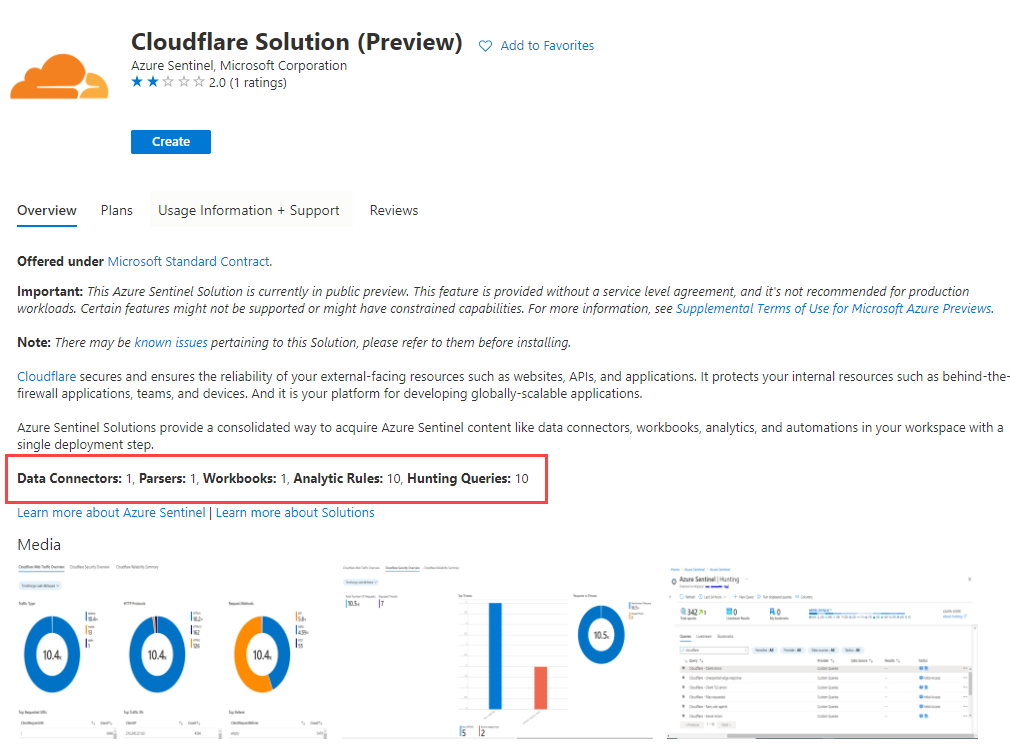 Cloudflare Solution (Preview) Add to Favorites
Azure Sentinel, Microsoft Corporation
2.0 (1 ratings)
Create
Overview Plans Usage Information + Support Reviews
Offered under Microsoft Standard Contract.
Important: This Azure Sentinel Solution is currently in public preview. This feature is provided without a service level agreement, and it's not recommended for production
workloads. Certain features might not be supported or might have constrained capabilities. For more information, see Supplemental Terms of Use for Microsoft Azure Previews.
Note: There may be known issues pertaining to this Solution, please refer to them before installing.
Cloudflare secures and ensures the reliability of your external-facing resources such as websites, APIs, and applications. It protects your internal resources such as behind-the-
firewall applications, teams, and devices. And it is your platform for developing globally-scalable applications.
Azure Sentinel Solutions provide a consolidated way to acquire Azure Sentinel content like data connectors, workbooks, analytics, and automations in your workspace with a
single deployment step.
Data Connectors: 1, Parsers: 1, Workbooks: 1, Analytic Rules: 10, Hunting Queries: 10
Learn more about Azure Sentinel | Learn more about Solutions
Media
Traffic Type HTTP Protocols Request Methods
10.4. 10.4. 10.4.
10.5.
Azure Sentinel | Hunting
342 0 0